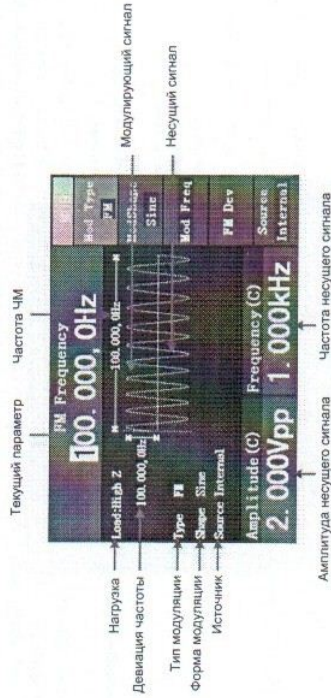 Текущий параметр
Частота ЧМ
Модулирующий сигнал
Несущий сигнал
Нагрузка
Девиация частоты
Тип модуляции
Форма модуляции
Источник
Амплитуда несущего сигнала
Частота несущего сигнала
FM Frequency
100.000,0Hz
Load:High Z
100.000,0Hz
100.000,0Hz
Type FM
Shape Sine
Source Internal
Amplitude(C)
2.000Vpp
Frequency(C)
1.000kHz
Mod Type
FM
Sine
Mod Freq
FM Dev
Source
Internal